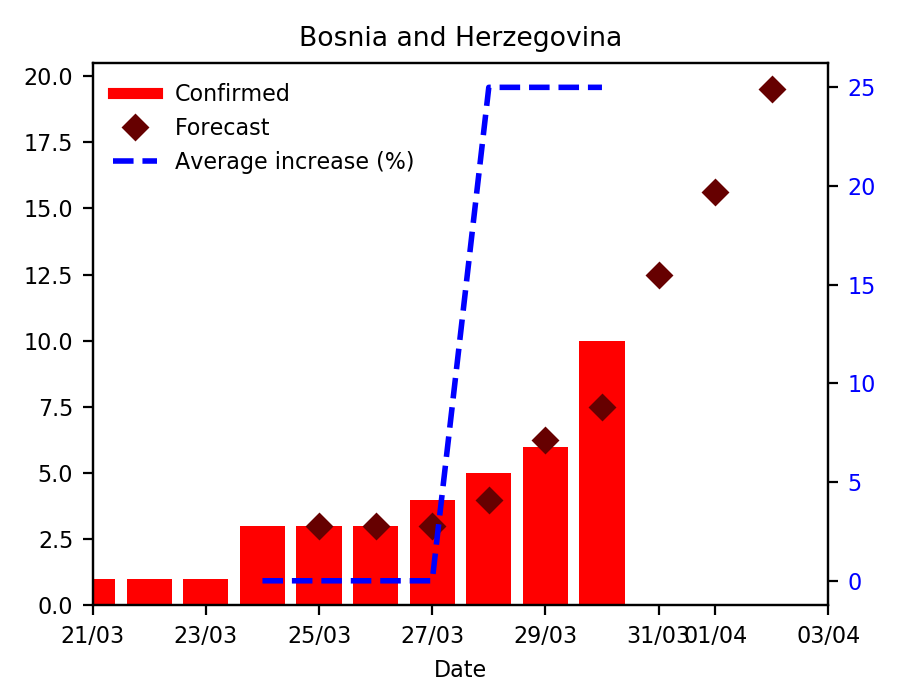 Bosnia and Herzegovina
Confirmed
Forecast
Average increase (%)
20.0
17.5
15.0
12.5
10.0
7.5
5.0
2.5
0.0
25
20
15
10
5
0
21/03 23/03 25/03 27/03 29/03 31/03 01/04 03/04
Date